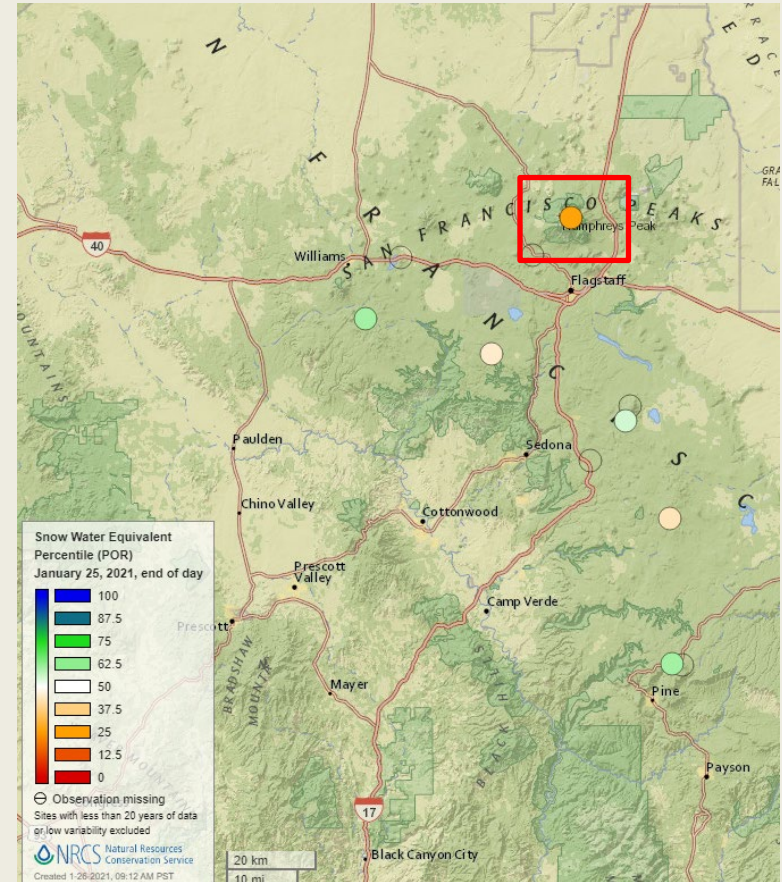 N
E D
RACE
GRA
FAL
F
R
SAN FRANCISCO PEAKS
Humphreys Peak
40
Williams
A
Flagstaff
N
MOUNTAINS
C
S
C
Paulden
Sedona
Chino Valley
Cottonwood
Snow Water Equivalent
Percentile (POR)
January 25, 2021, end of day
100
87.5
75
62.5
50
37.5
25
12.5
0
Observation missing
Sites with less than 20 years of data
or low variability excluded
NRCS Natural Resources
Conservation Service
Created 1-26-2021, 09:12 AM PST
Prescott
Valley
Camp Verde
Prescott
BRADSHAW
Mayer
BLACK
Pine
Payson
17
Black Canyon City
20 km
10 mi